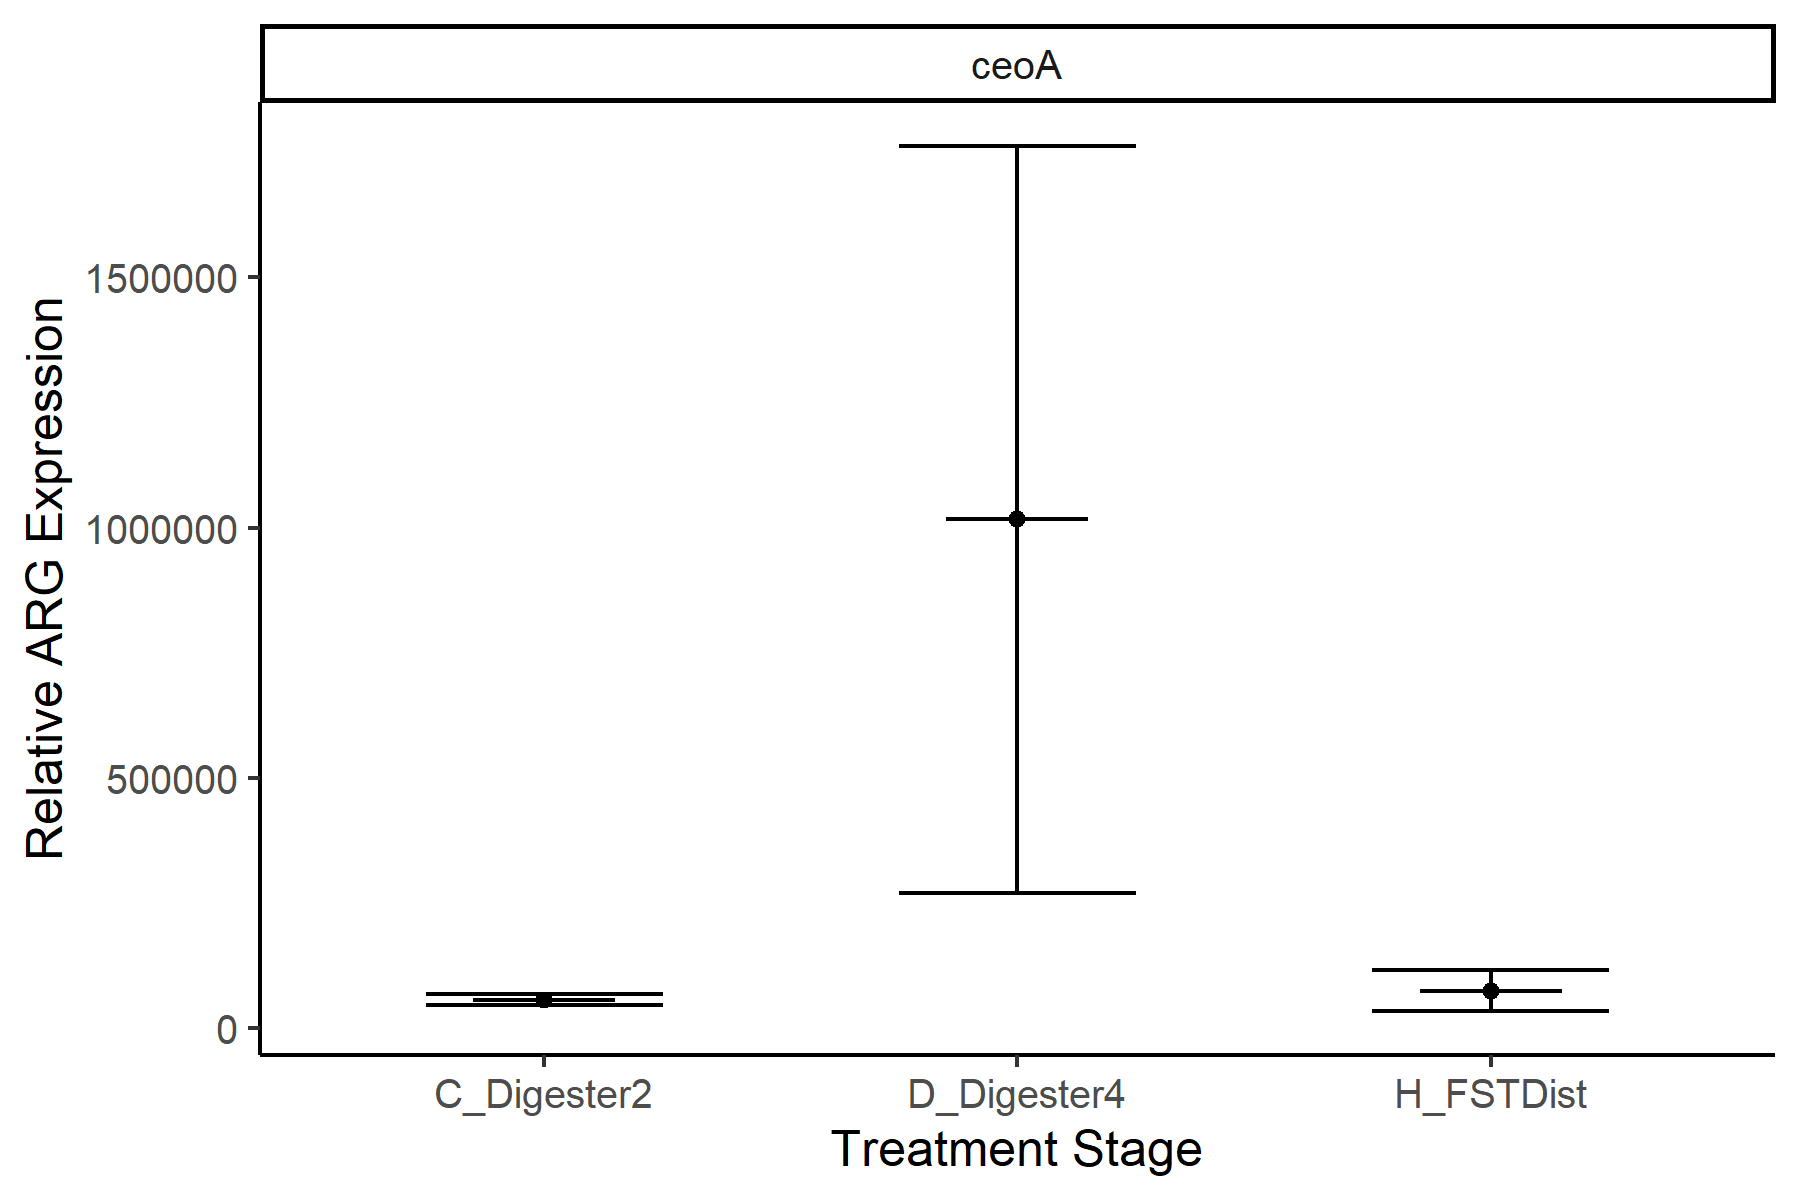 ceoA
Relative ARG Expression
1500000
1000000
500000
0
C_Digester2 D_Digester4 H_FSTDist
Treatment Stage